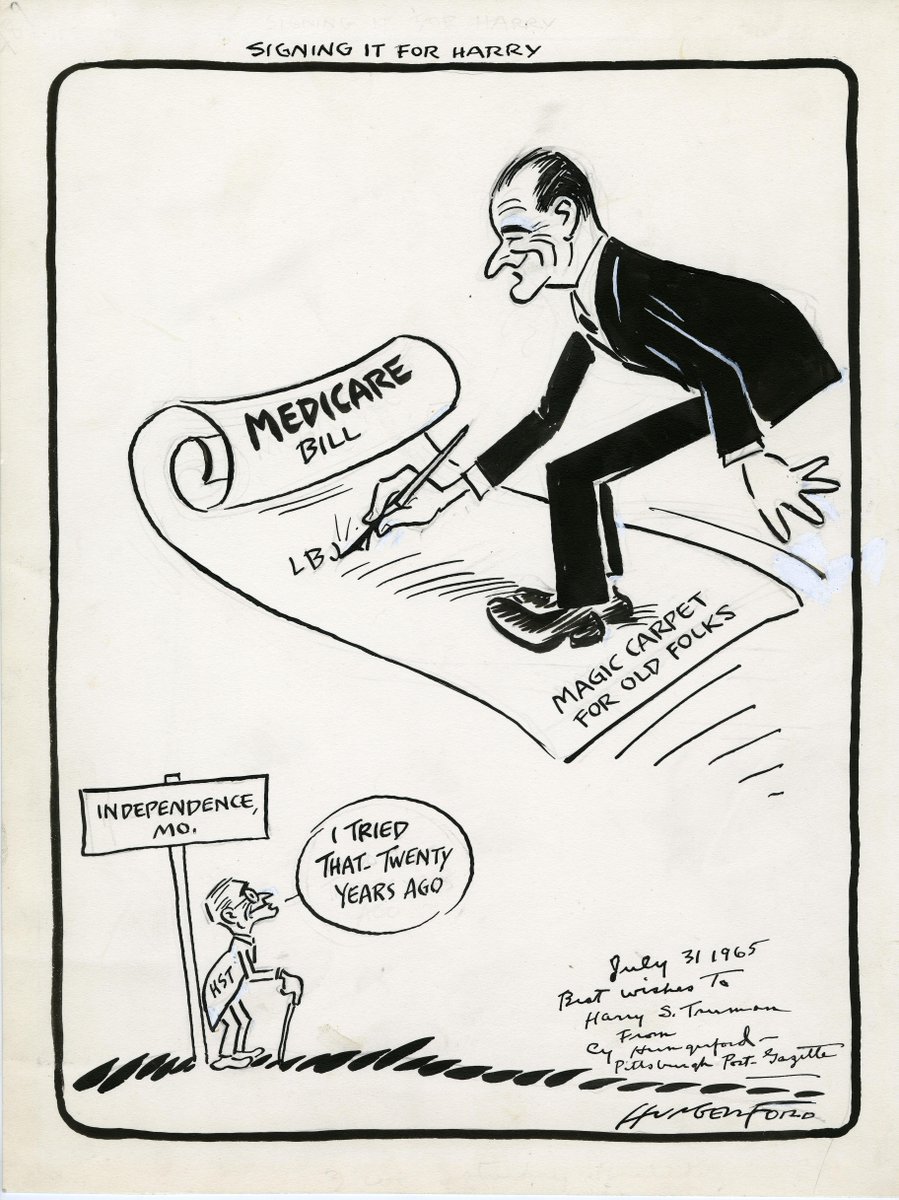 SIGNING IT FOR HARRY
MEDICARE
BILL
LBJ
MAGIC CARPET
FOR OLD FOLKS
INDEPENDENCE,
MO.
I TRIED
THAT- TWENTY
YEARS AGO
HST
July 31 1965
Best wishes To
Harry S. Truman
From
Cy Hungerford-
Pittsburgh Post-Gazette
HUNGERFORD